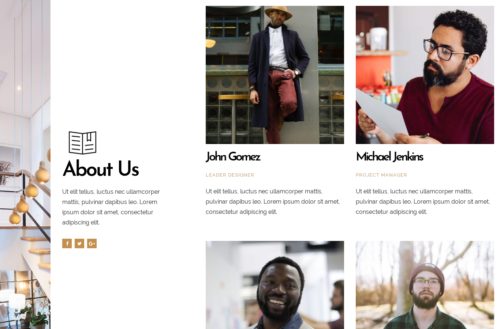 About Us
Ut elit tellus, luctus nec ullamcorper
mattis, pulvinar dapibus leo. Lorem
ipsum dolor sit amet, consectetur
adipiscing elit.
f
G+
John Gomez
LEADER DESIGNER
Ut elit tellus, luctus nec ullamcorper mattis,
pulvinar dapibus leo. Lorem ipsum dolor sit amet,
consectetur adipiscing elit.
Michael Jenkins
PROJECT MANAGER
Ut elit tellus, luctus nec ullamcorper mattis,
pulvinar dapibus leo. Lorem ipsum dolor sit amet,
consectetur adipiscing elit.